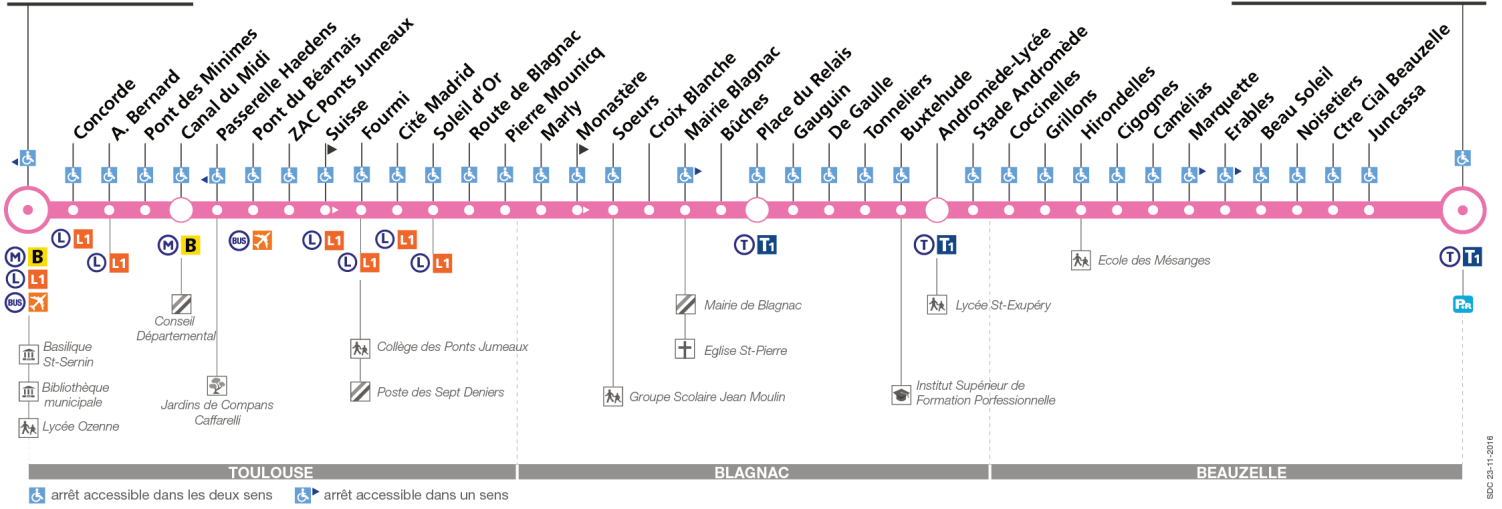 Concorde
A. Bernard
Pont des Minimes
Canal du Midi
Passerelle Haedens
Pont du Béarnais
ZAC Ponts Jumeaux
Suisse
Fourmi
Cité Madrid
Soleil d'Or
Route de Blagnac
Pierre Mounicq
Marly
Monastère
Soeurs
Croix Blanche
Mairie Blagnac
Bûches
Place du Relais
Gauguin
De Gaulle
Tonneliers
Buxtehude
Andromède-Lycée
Stade Andromède
Coccinelles
Grillons
Hirondelles
Cigognes
Camélias
Marquette
Erables
Beau Soleil
Noisetiers
Ctre Cial Beauzelle
Juncassa
M B
L L1
BUS
L L1
L L1
M B
BUS
L L1
L L1
L L1
L L1
T T1
T T1
T T1
P+R
Basilique
St-Sernin
Bibliothèque
municipale
Lycée Ozenne
Conseil
Départemental
Jardins de Compans
Caffarelli
Collège des Ponts Jumeaux
Poste des Sept Deniers
Groupe Scolaire Jean Moulin
Mairie de Blagnac
Eglise St-Pierre
Institut Supérieur de
Formation Porfessionnelle
Lycée St-Exupéry
Ecole des Mésanges
TOULOUSE
BLAGNAC
BEAUZELLE
arrêt accessible dans les deux sens
arrêt accessible dans un sens
SDC 23-11-2016